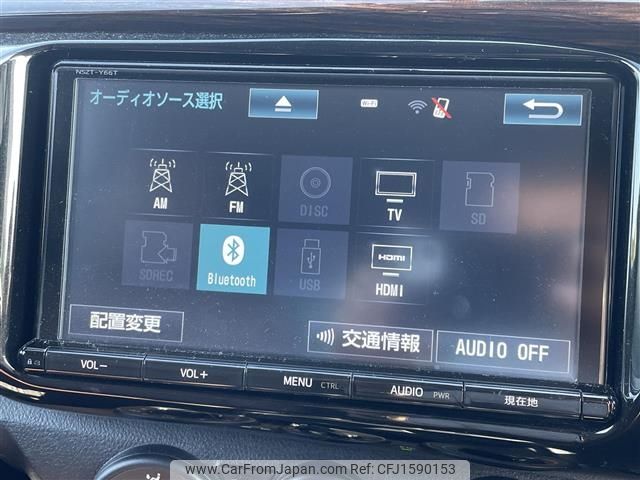 NSZT-Y66T
オーディオソース選択
Wi-Fi
AM
FM
DISC
TV
SD
SDREC
Bluetooth
USB
HDMI
HDMI
配置変更
交通情報
AUDIO OFF
VOL−
VOL+
MENU CTRL
AUDIO PWR
現在地
www.CarFromJapan.com - CFJ1590153